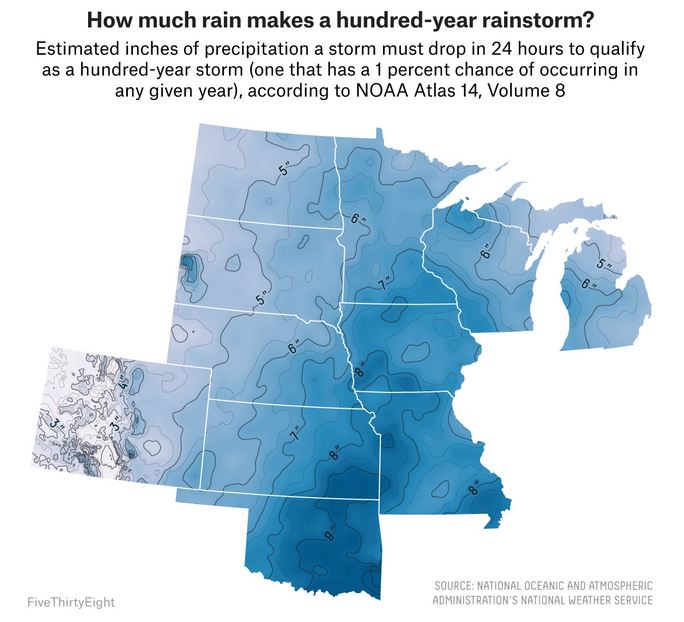 How much rain makes a hundred-year rainstorm?
Estimated inches of precipitation a storm must drop in 24 hours to qualify
as a hundred-year storm (one that has a 1 percent chance of occurring in
any given year), according to NOAA Atlas 14, Volume 8
5"
6"
6"
5"
7"
6"
5"
6"
8"
4"
3"
3"
7"
8"
8"
9"
SOURCE: NATIONAL OCEANIC AND ATMOSPHERIC
ADMINISTRATION'S NATIONAL WEATHER SERVICE
FiveThirtyEight